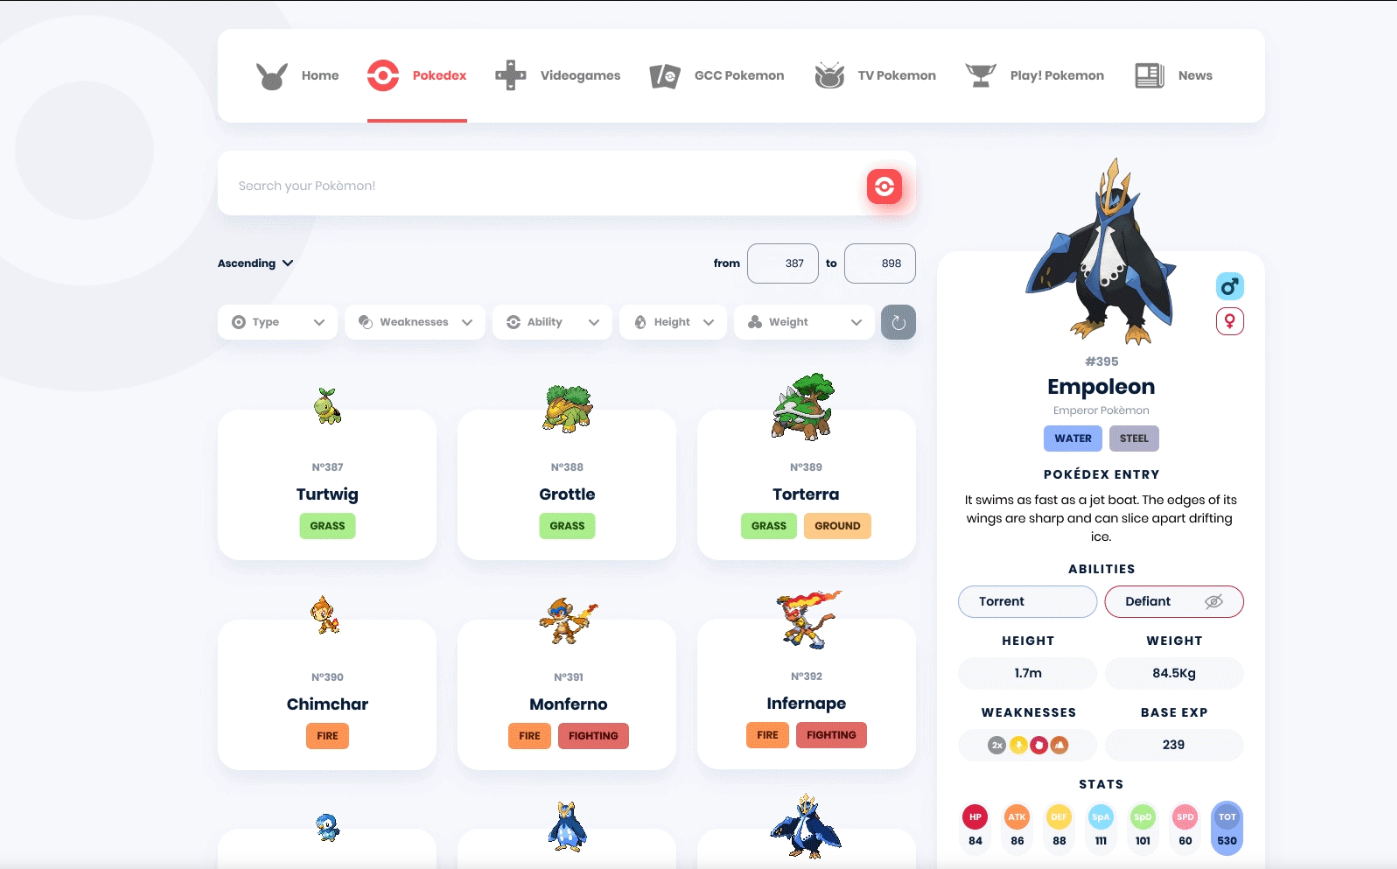 Home
Pokedex
Videogames
GCC Pokemon
TV Pokemon
Play! Pokemon
News
Search your Pokèmon!
Ascending
from 387 to 898
Type
Weaknesses
Ability
Height
Weight
N°387
Turtwig
GRASS
N°388
Grottle
GRASS
N°389
Torterra
GRASS GROUND
N°390
Chimchar
FIRE
N°391
Monferno
FIRE FIGHTING
N°392
Infernape
FIRE FIGHTING
#395
Empoleon
Emperor Pokèmon
WATER STEEL
POKÉDEX ENTRY
It swims as fast as a jet boat. The edges of its
wings are sharp and can slice apart drifting
ice.
ABILITIES
Torrent Defiant
HEIGHT WEIGHT
1.7m 84.5Kg
WEAKNESSES BASE EXP
2x 239
STATS
HP ATK DEF SpA SpD SPD TOT
84 86 88 111 101 60 530